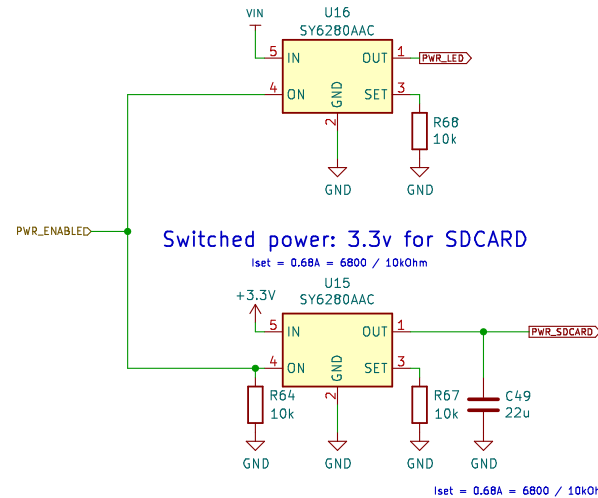 VIN
U16
SY6280AAC
5 IN OUT 1 PWR_LED
4 ON GND SET 3
2
R68
10k
GND GND
PWR_ENABLED
Switched power: 3.3v for SDCARD
Iset = 0.68A = 6800 / 10kOhm
U15
+3.3V SY6280AAC
5 IN OUT 1 PWR_SDCARD
4 ON GND SET 3
2
R64 R67 C49
10k 10k 22u
GND GND GND GND
Iset = 0.68A = 6800 / 10kOh